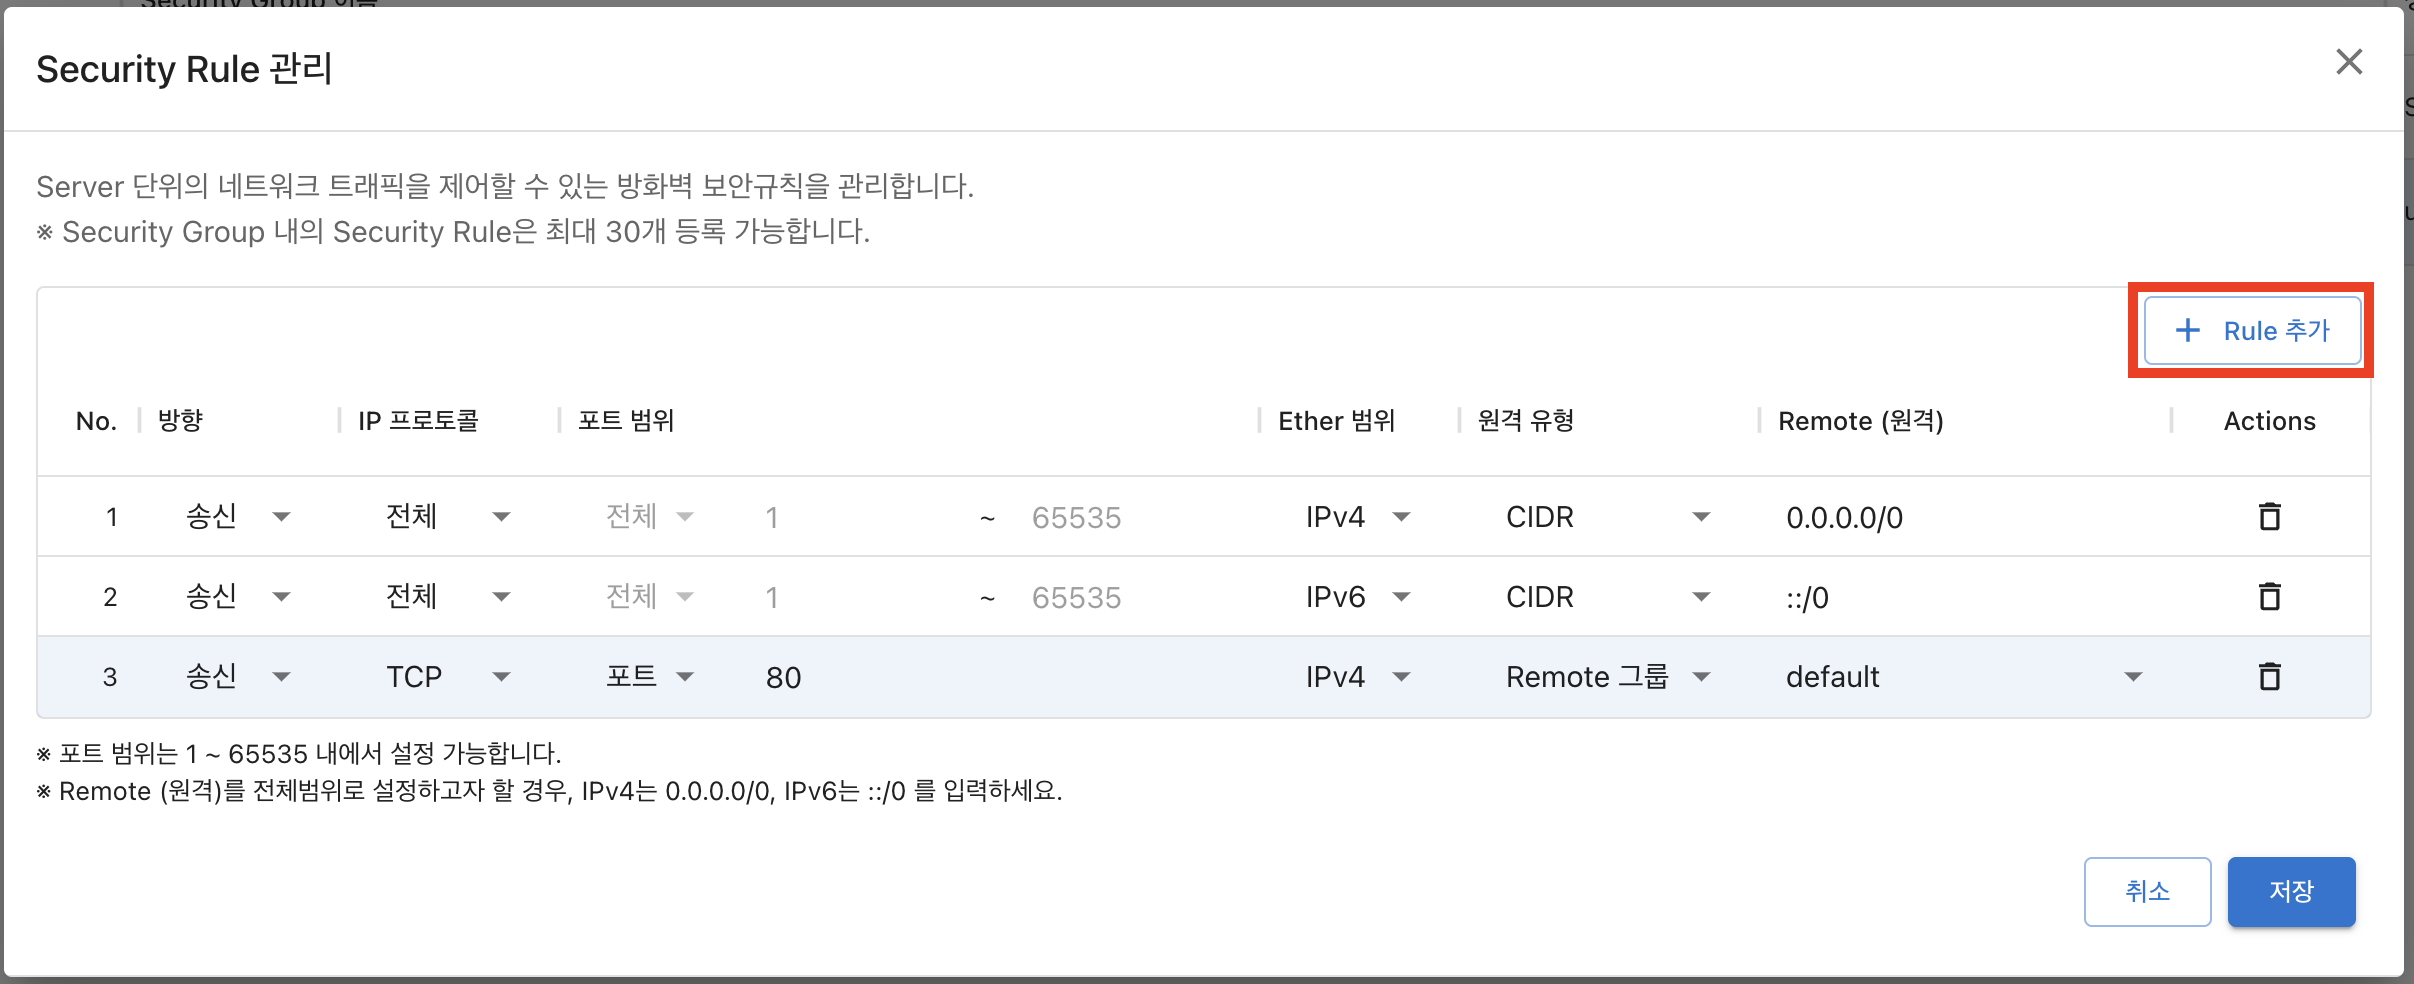 Security Group 이름
Security Rule 관리
Server 단위의 네트워크 트래픽을 제어할 수 있는 방화벽 보안규칙을 관리합니다.
※ Security Group 내의 Security Rule은 최대 30개 등록 가능합니다.
+ Rule 추가
No. 방향 IP 프로토콜 포트 범위 Ether 범위 원격 유형 Remote (원격) Actions
1 송신 전체 전체 1 ~ 65535 IPv4 CIDR 0.0.0.0/0
2 송신 전체 전체 1 ~ 65535 IPv6 CIDR ::/0
3 송신 TCP 포트 80 IPv4 Remote 그룹 default
※ 포트 범위는 1 ~ 65535 내에서 설정 가능합니다.
※ Remote (원격)를 전체범위로 설정하고자 할 경우, IPv4는 0.0.0.0/0, IPv6는 ::/0 를 입력하세요.
취소 저장